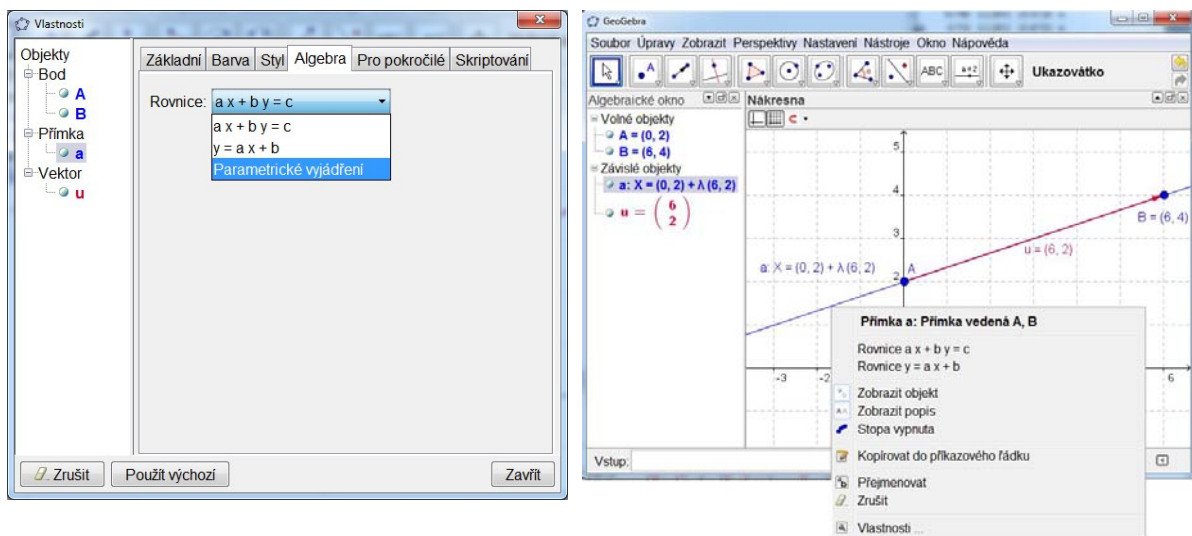 Vlastnosti
Objekty
Bod
A
B
Přímka
a
Vektor
u
Základní Barva Styl Algebra Pro pokročilé Skriptování
Rovnice: a x + b y = c
a x + b y = c
y = a x + b
Parametrické vyjádření
Zrušit
Použít výchozí
Zavřít
GeoGebra
Soubor Úpravy Zobrazit Perspektivy Nastavení Nástroje Okno Nápověda
A
ABC
a=2
Ukazovátko
Algebraické okno
Volné objekty
A = (0, 2)
B = (6, 4)
Závislé objekty
a: X = (0, 2) + λ (6, 2)
u = ( 6 2 )
Nákresna
5
4
3
2
-3
-2
6
B = (6, 4)
u = (6, 2)
a: X = (0, 2) + λ (6, 2)
A
Přímka a: Přímka vedená A, B
Rovnice a x + b y = c
Rovnice y = a x + b
Zobrazit objekt
Zobrazit popis
Stopa vypnuta
Kopírovat do příkazového řádku
Přejmenovat
Zrušit
Vlastnosti ...
Vstup: